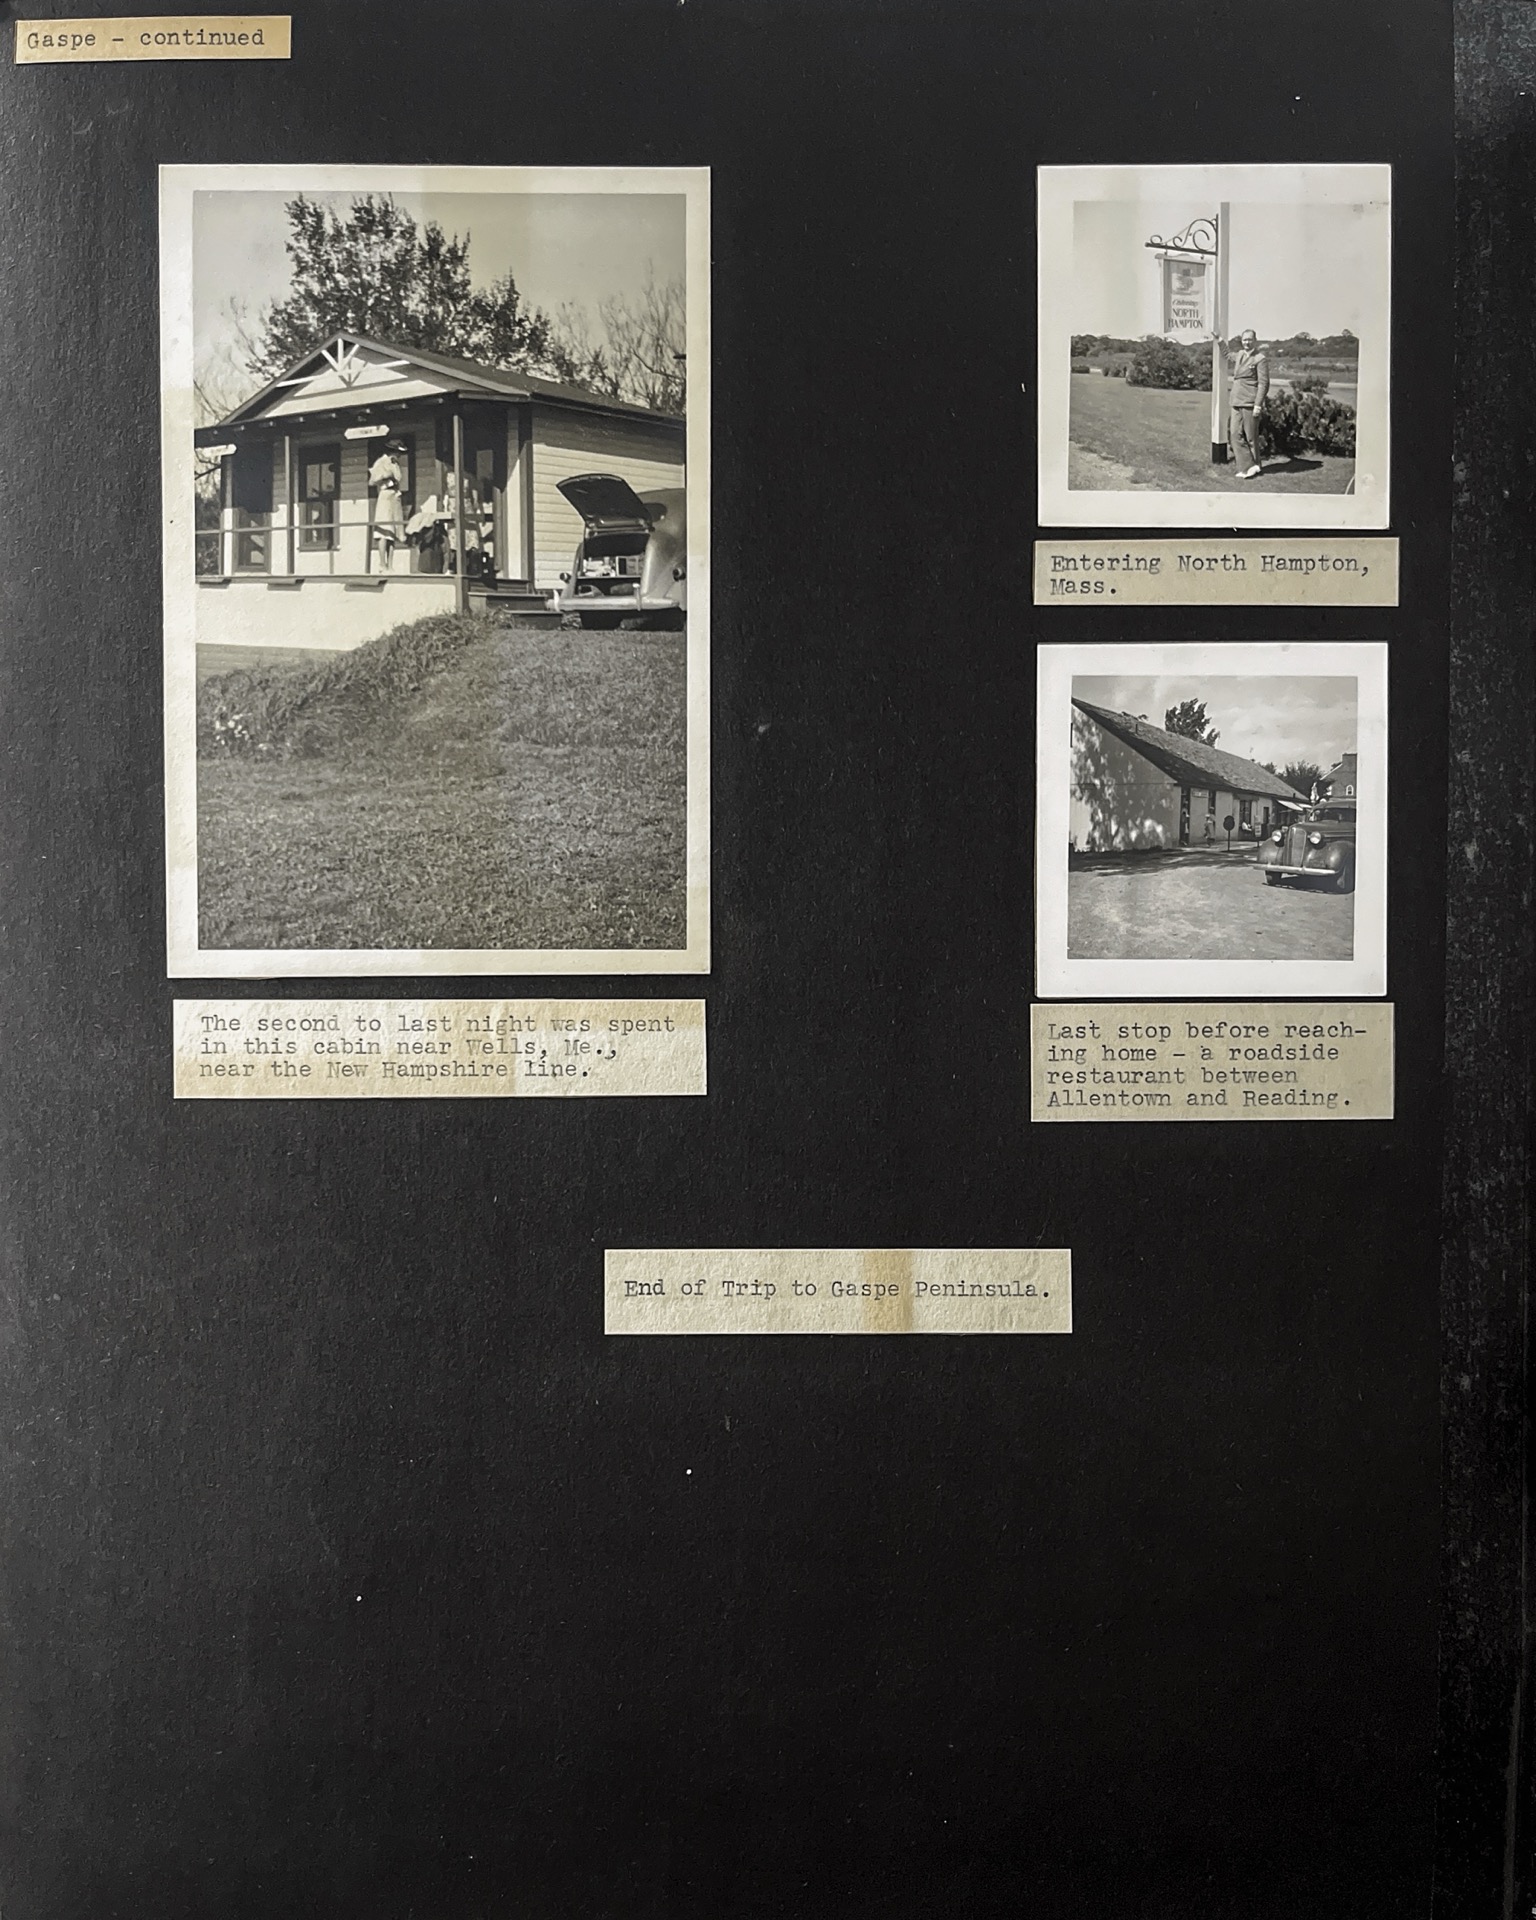 Gaspe - continued
The second to last night was spent
in this cabin near Wells, Me.,
near the New Hampshire line.
Entering
NORTH
HAMPTON
Entering North Hampton,
Mass.
Last stop before reach-
ing home - a roadside
restaurant between
Allentown and Reading.
End of Trip to Gaspe Peninsula.